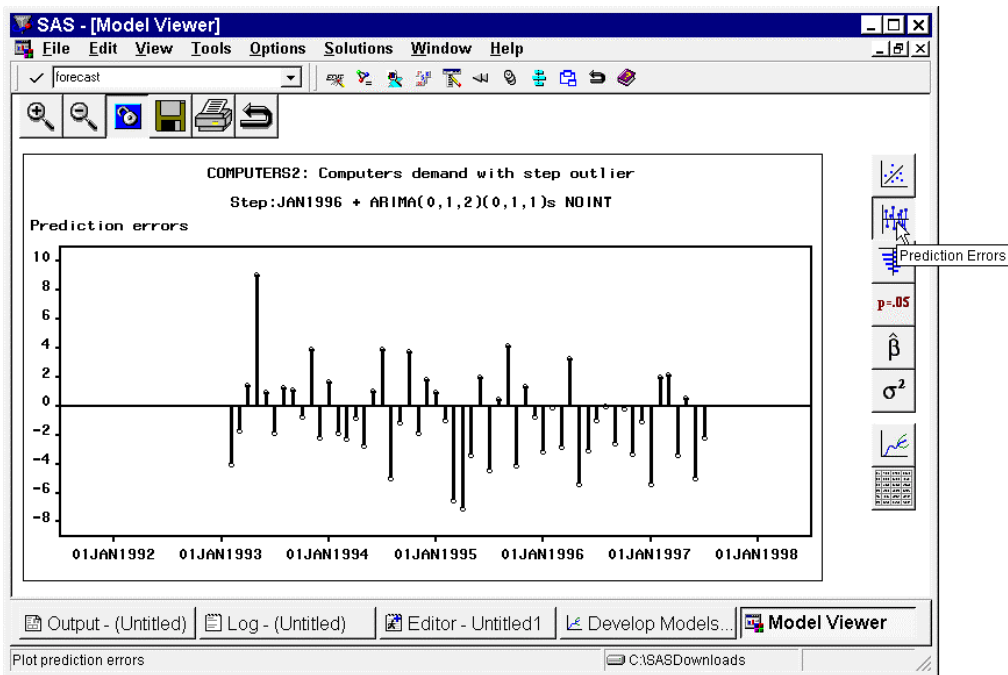 SAS - [Model Viewer]
File Edit View Tools Options Solutions Window Help
forecast
COMPUTERS2: Computers demand with step outlier
Step:JAN1996 + ARIMA(0,1,2)(0,1,1)s NOINT
Prediction errors
10
8
6
4
2
0
-2
-4
-6
-8
01JAN1992 01JAN1993 01JAN1994 01JAN1995 01JAN1996 01JAN1997 01JAN1998
Prediction Errors
p=.05
β̂
σ²
Output - (Untitled) Log - (Untitled) Editor - Untitled1 Develop Models... Model Viewer
Plot prediction errors C:\SASDownloads